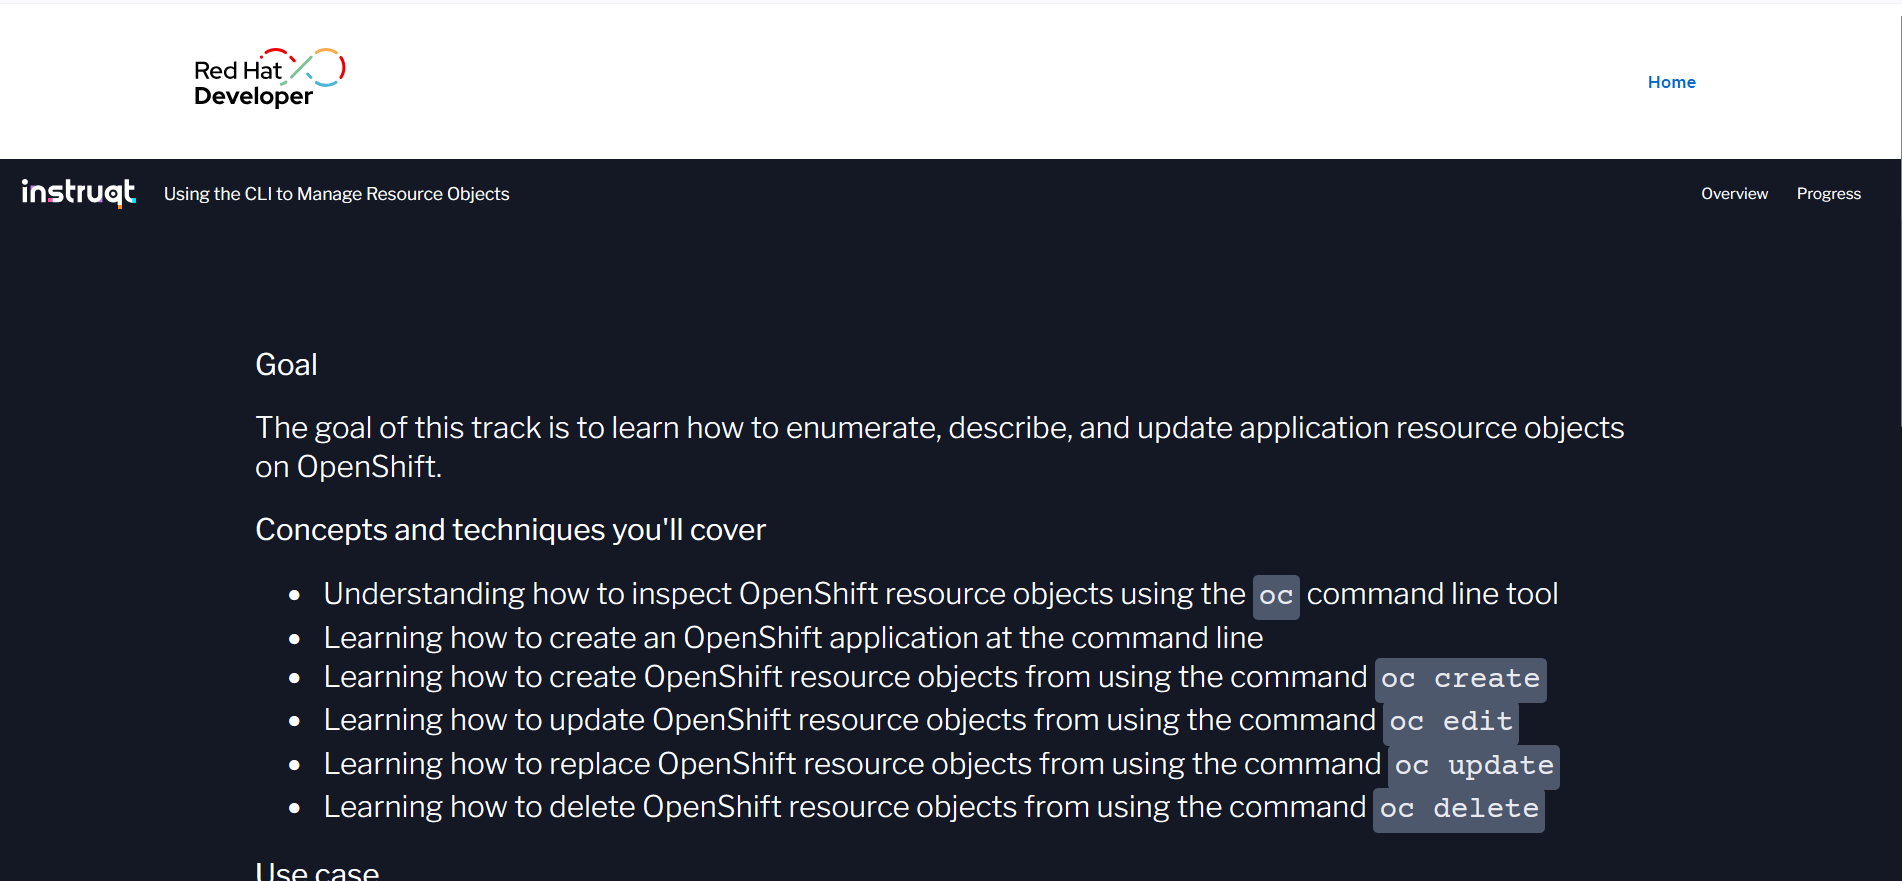 Red Hat
Developer
Home
instruqt
Using the CLI to Manage Resource Objects
Overview
Progress
Goal
The goal of this track is to learn how to enumerate, describe, and update application resource objects
on OpenShift.
Concepts and techniques you'll cover
Understanding how to inspect OpenShift resource objects using the oc command line tool
Learning how to create an OpenShift application at the command line
Learning how to create OpenShift resource objects from using the command oc create
Learning how to update OpenShift resource objects from using the command oc edit
Learning how to replace OpenShift resource objects from using the command oc update
Learning how to delete OpenShift resource objects from using the command oc delete
Use case